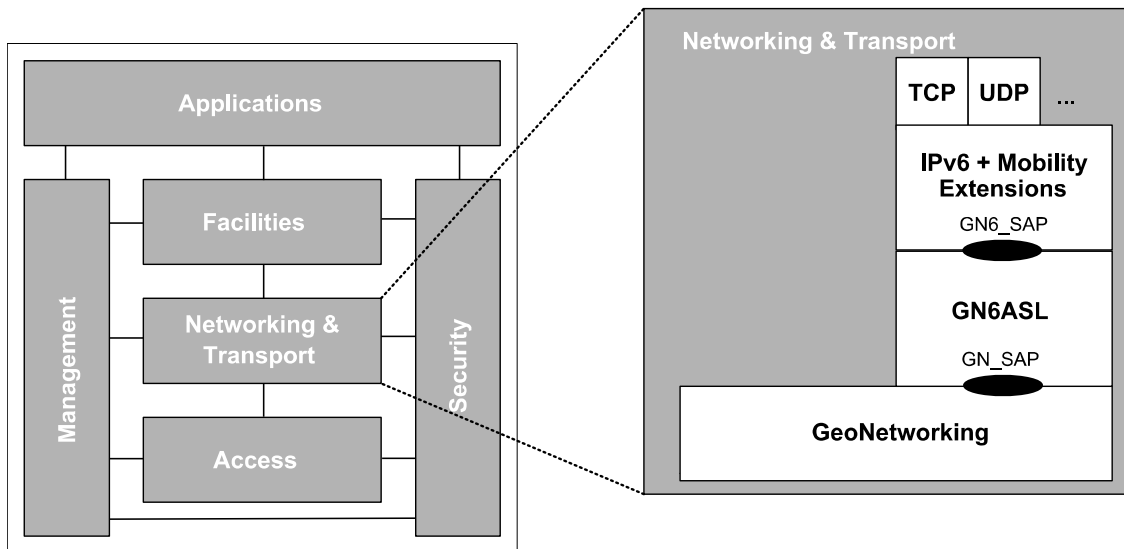 Applications
Facilities
Networking &
Transport
Access
Management
Security
Networking & Transport
TCP
UDP
...
IPv6 + Mobility
Extensions
GN6_SAP
GN6ASL
GN_SAP
GeoNetworking